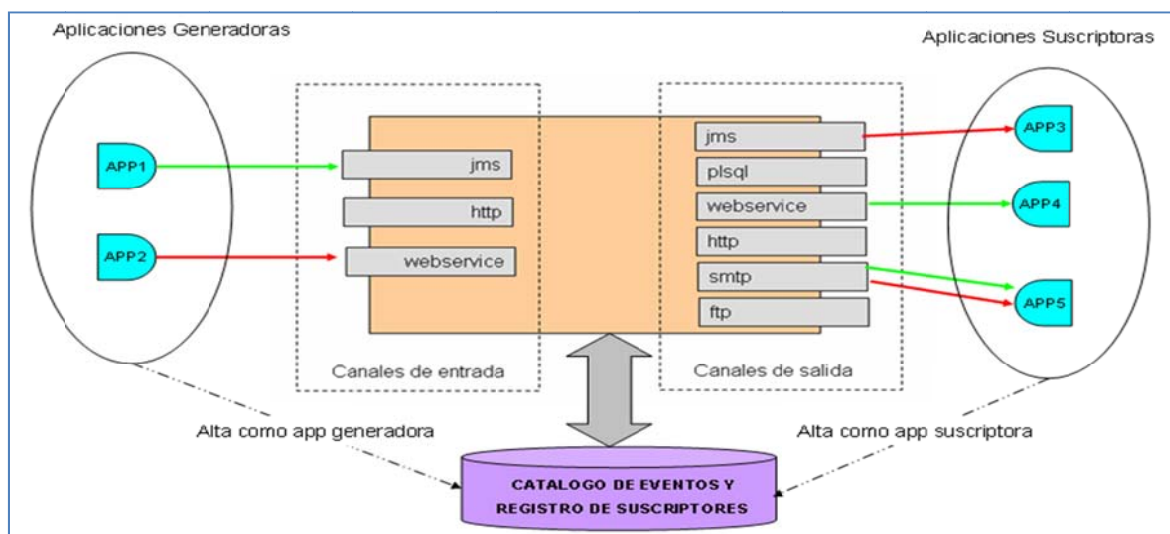 Aplicaciones Generadoras
Aplicaciones Suscriptoras
APP1
APP2
jms
http
webservice
Canales de entrada
jms
plsql
webservice
http
smtp
ftp
Canales de salida
APP3
APP4
APP5
Alta como app generadora
Alta como app suscriptora
CATALOGO DE EVENTOS Y
REGISTRO DE SUSCRIPTORES